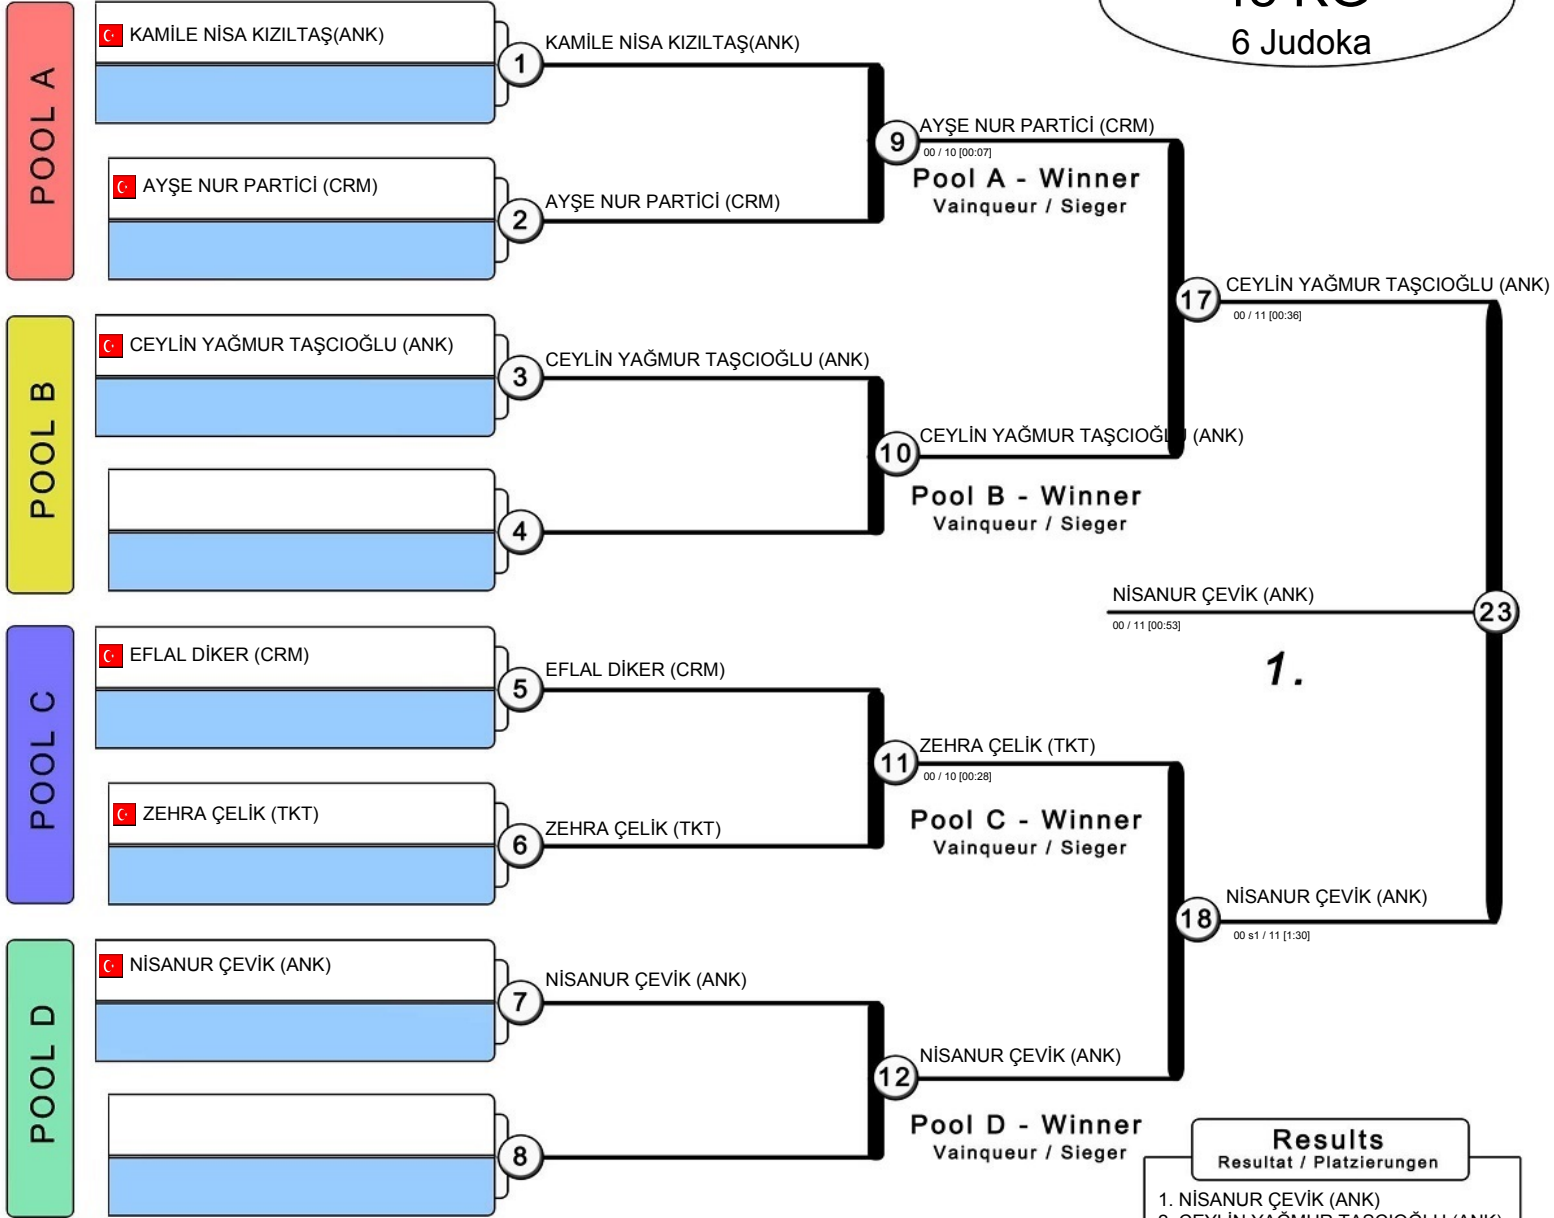 KG
6 Judoka
POOL A
KAMİLE NİSA KIZILTAŞ(ANK)
1
KAMİLE NİSA KIZILTAŞ(ANK)
AYŞE NUR PARTİCİ (CRM)
2
AYŞE NUR PARTİCİ (CRM)
9
AYŞE NUR PARTİCİ (CRM)
00 / 10 [00:07]
Pool A - Winner
Vainqueur / Sieger
POOL B
CEYLİN YAĞMUR TAŞCIOĞLU (ANK)
3
CEYLİN YAĞMUR TAŞCIOĞLU (ANK)
4
10
CEYLİN YAĞMUR TAŞCIOĞLU (ANK)
Pool B - Winner
Vainqueur / Sieger
17
CEYLİN YAĞMUR TAŞCIOĞLU (ANK)
00 / 11 [00:36]
NİSANUR ÇEVİK (ANK)
00 / 11 [00:53]
23
1.
POOL C
EFLAL DİKER (CRM)
5
EFLAL DİKER (CRM)
ZEHRA ÇELİK (TKT)
6
ZEHRA ÇELİK (TKT)
11
ZEHRA ÇELİK (TKT)
00 / 10 [00:28]
Pool C - Winner
Vainqueur / Sieger
18
NİSANUR ÇEVİK (ANK)
00 s1 / 11 [1:30]
POOL D
NİSANUR ÇEVİK (ANK)
7
NİSANUR ÇEVİK (ANK)
8
12
NİSANUR ÇEVİK (ANK)
Pool D - Winner
Vainqueur / Sieger
Results
Resultat / Platzierungen
1. NİSANUR ÇEVİK (ANK)
2. CEYLİN YAĞMUR TAŞCIOĞLU (ANK)